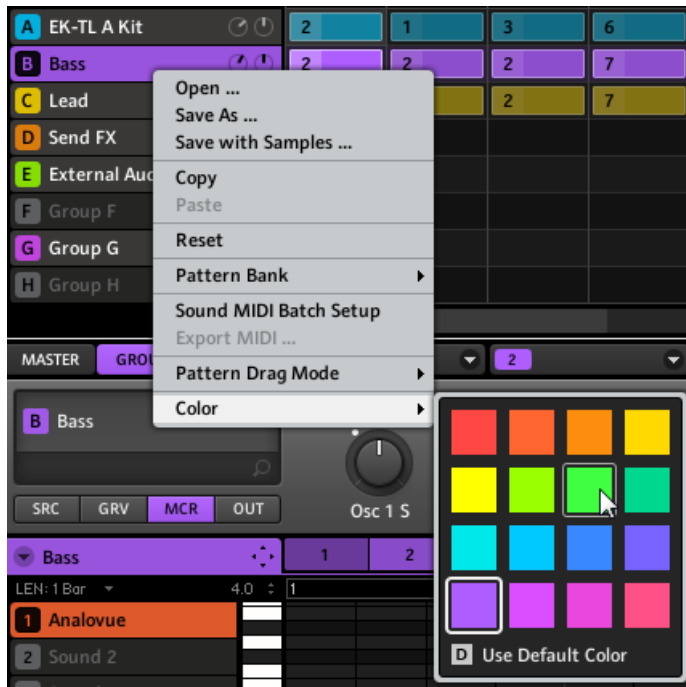 A EK-TL A Kit 2 1 3 6
B Bass 2 2 2 7
C Lead 2 7
D Send FX
E External Aud
F Group F
G Group G
H Group H
Open ...
Save As ...
Save with Samples ...
Copy
Paste
Reset
Pattern Bank
Sound MIDI Batch Setup
Export MIDI ...
Pattern Drag Mode
Color
MASTER GROU 2
B Bass
SRC GRV MCR OUT
Osc 1 S
Bass 1 2
LEN: 1 Bar 4.0 1
1 Analovue
2 Sound 2
D Use Default Color